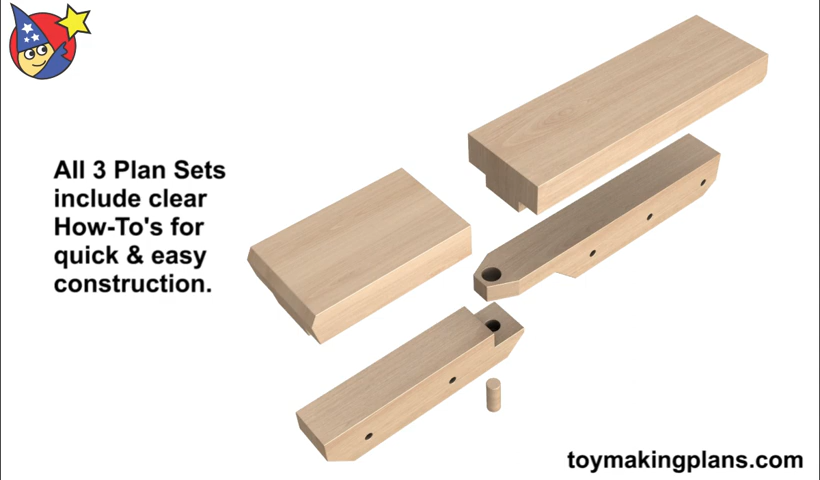 All 3 Plan Sets
include clear
How-To's for
quick & easy
construction.
toymakingplans.com